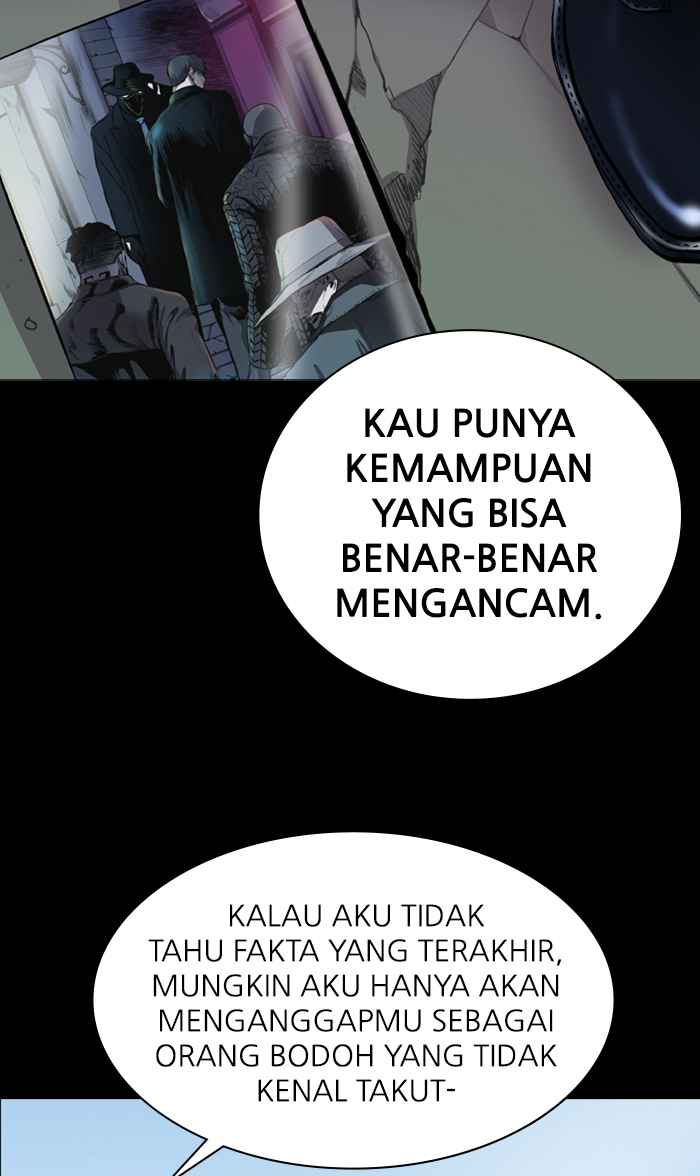 KAU PUNYA
KEMAMPUAN
YANG BISA
BENAR-BENAR
MENGANCAM.
KALAU AKU TIDAK
TAHU FAKTA YANG TERAKHIR,
MUNGKIN AKU HANYA AKAN
MENGANGGAPMU SEBAGAI
ORANG BODOH YANG TIDAK
KENAL TAKUT-